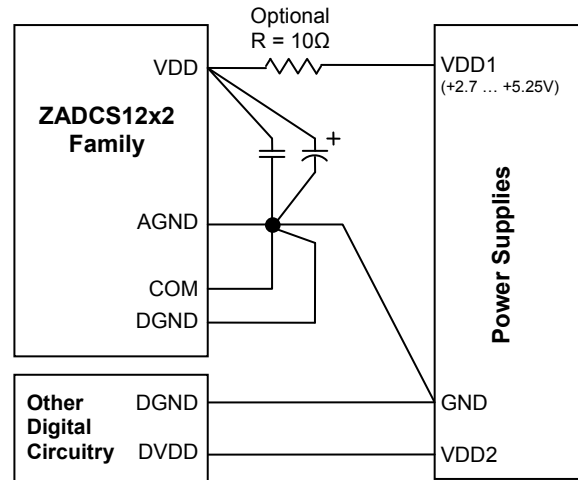 Optional
R = 10Ω
VDD
VDD1
(+2.7 ... +5.25V)
ZADCS12x2
Family
+
AGND
COM
DGND
Power Supplies
Other
Digital
Circuitry
DGND
DVDD
GND
VDD2